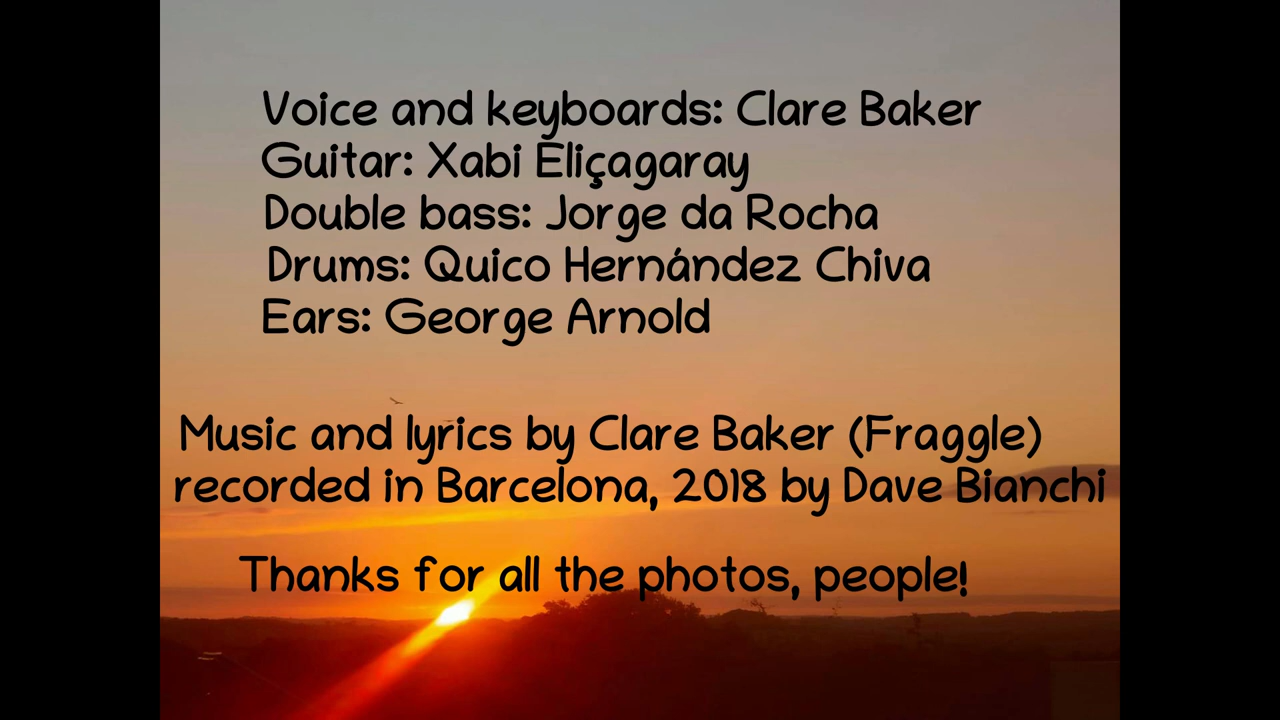 Voice and keyboards: Clare Baker
Guitar: Xabi Eliçagaray
Double bass: Jorge da Rocha
Drums: Quico Hernández Chiva
Ears: George Arnold
Music and lyrics by Clare Baker (Fraggle)
recorded in Barcelona, 2018 by Dave Bianchi
Thanks for all the photos, people!